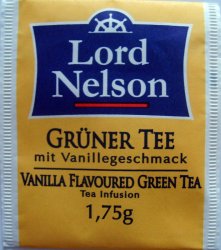 Lord
Nelson
GRÜNER TEE
mit Vanillegeschmack
VANILLA FLAVOURED GREEN TEA
Tea Infusion
1,75g